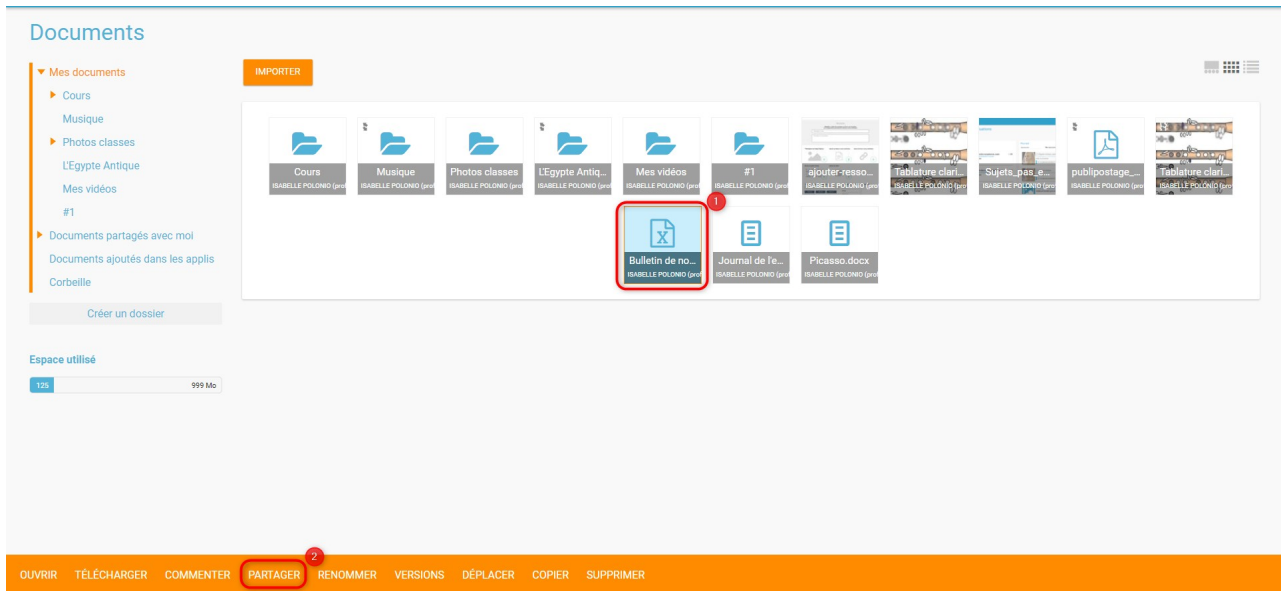 Documents
Mes documents
Cours
Musique
Photos classes
L'Egypte Antique
Mes vidéos
#1
Documents partagés avec moi
Documents ajoutés dans les applis
Corbeille
Créer un dossier
Espace utilisé
125 999 Mo
IMPORTER
Cours Musique Photos classes L'Egypte Antiq... Mes vidéos #1 ajouter-resso... Tablature clari... Sujets_pas_e... publipostage_... Tablature clari...
ISABELLE POLONIO (prof ISABELLE POLONIO (prof ISABELLE POLONIO (prof ISABELLE POLONIO (prof ISABELLE POLONIO (prof ISABELLE POLONIO (prof ISABELLE POLONIO (prof ISABELLE POLONIO (prof ISABELLE POLONIO (prof ISABELLE POLONIO (prof ISABELLE POLONIO (prof
1
Bulletin de no... Journal de l'e... Picasso.docx
ISABELLE POLONIO (prof ISABELLE POLONIO (prof ISABELLE POLONIO (prof
2
OUVRIR TÉLÉCHARGER COMMENTER PARTAGER RENOMMER VERSIONS DÉPLACER COPIER SUPPRIMER